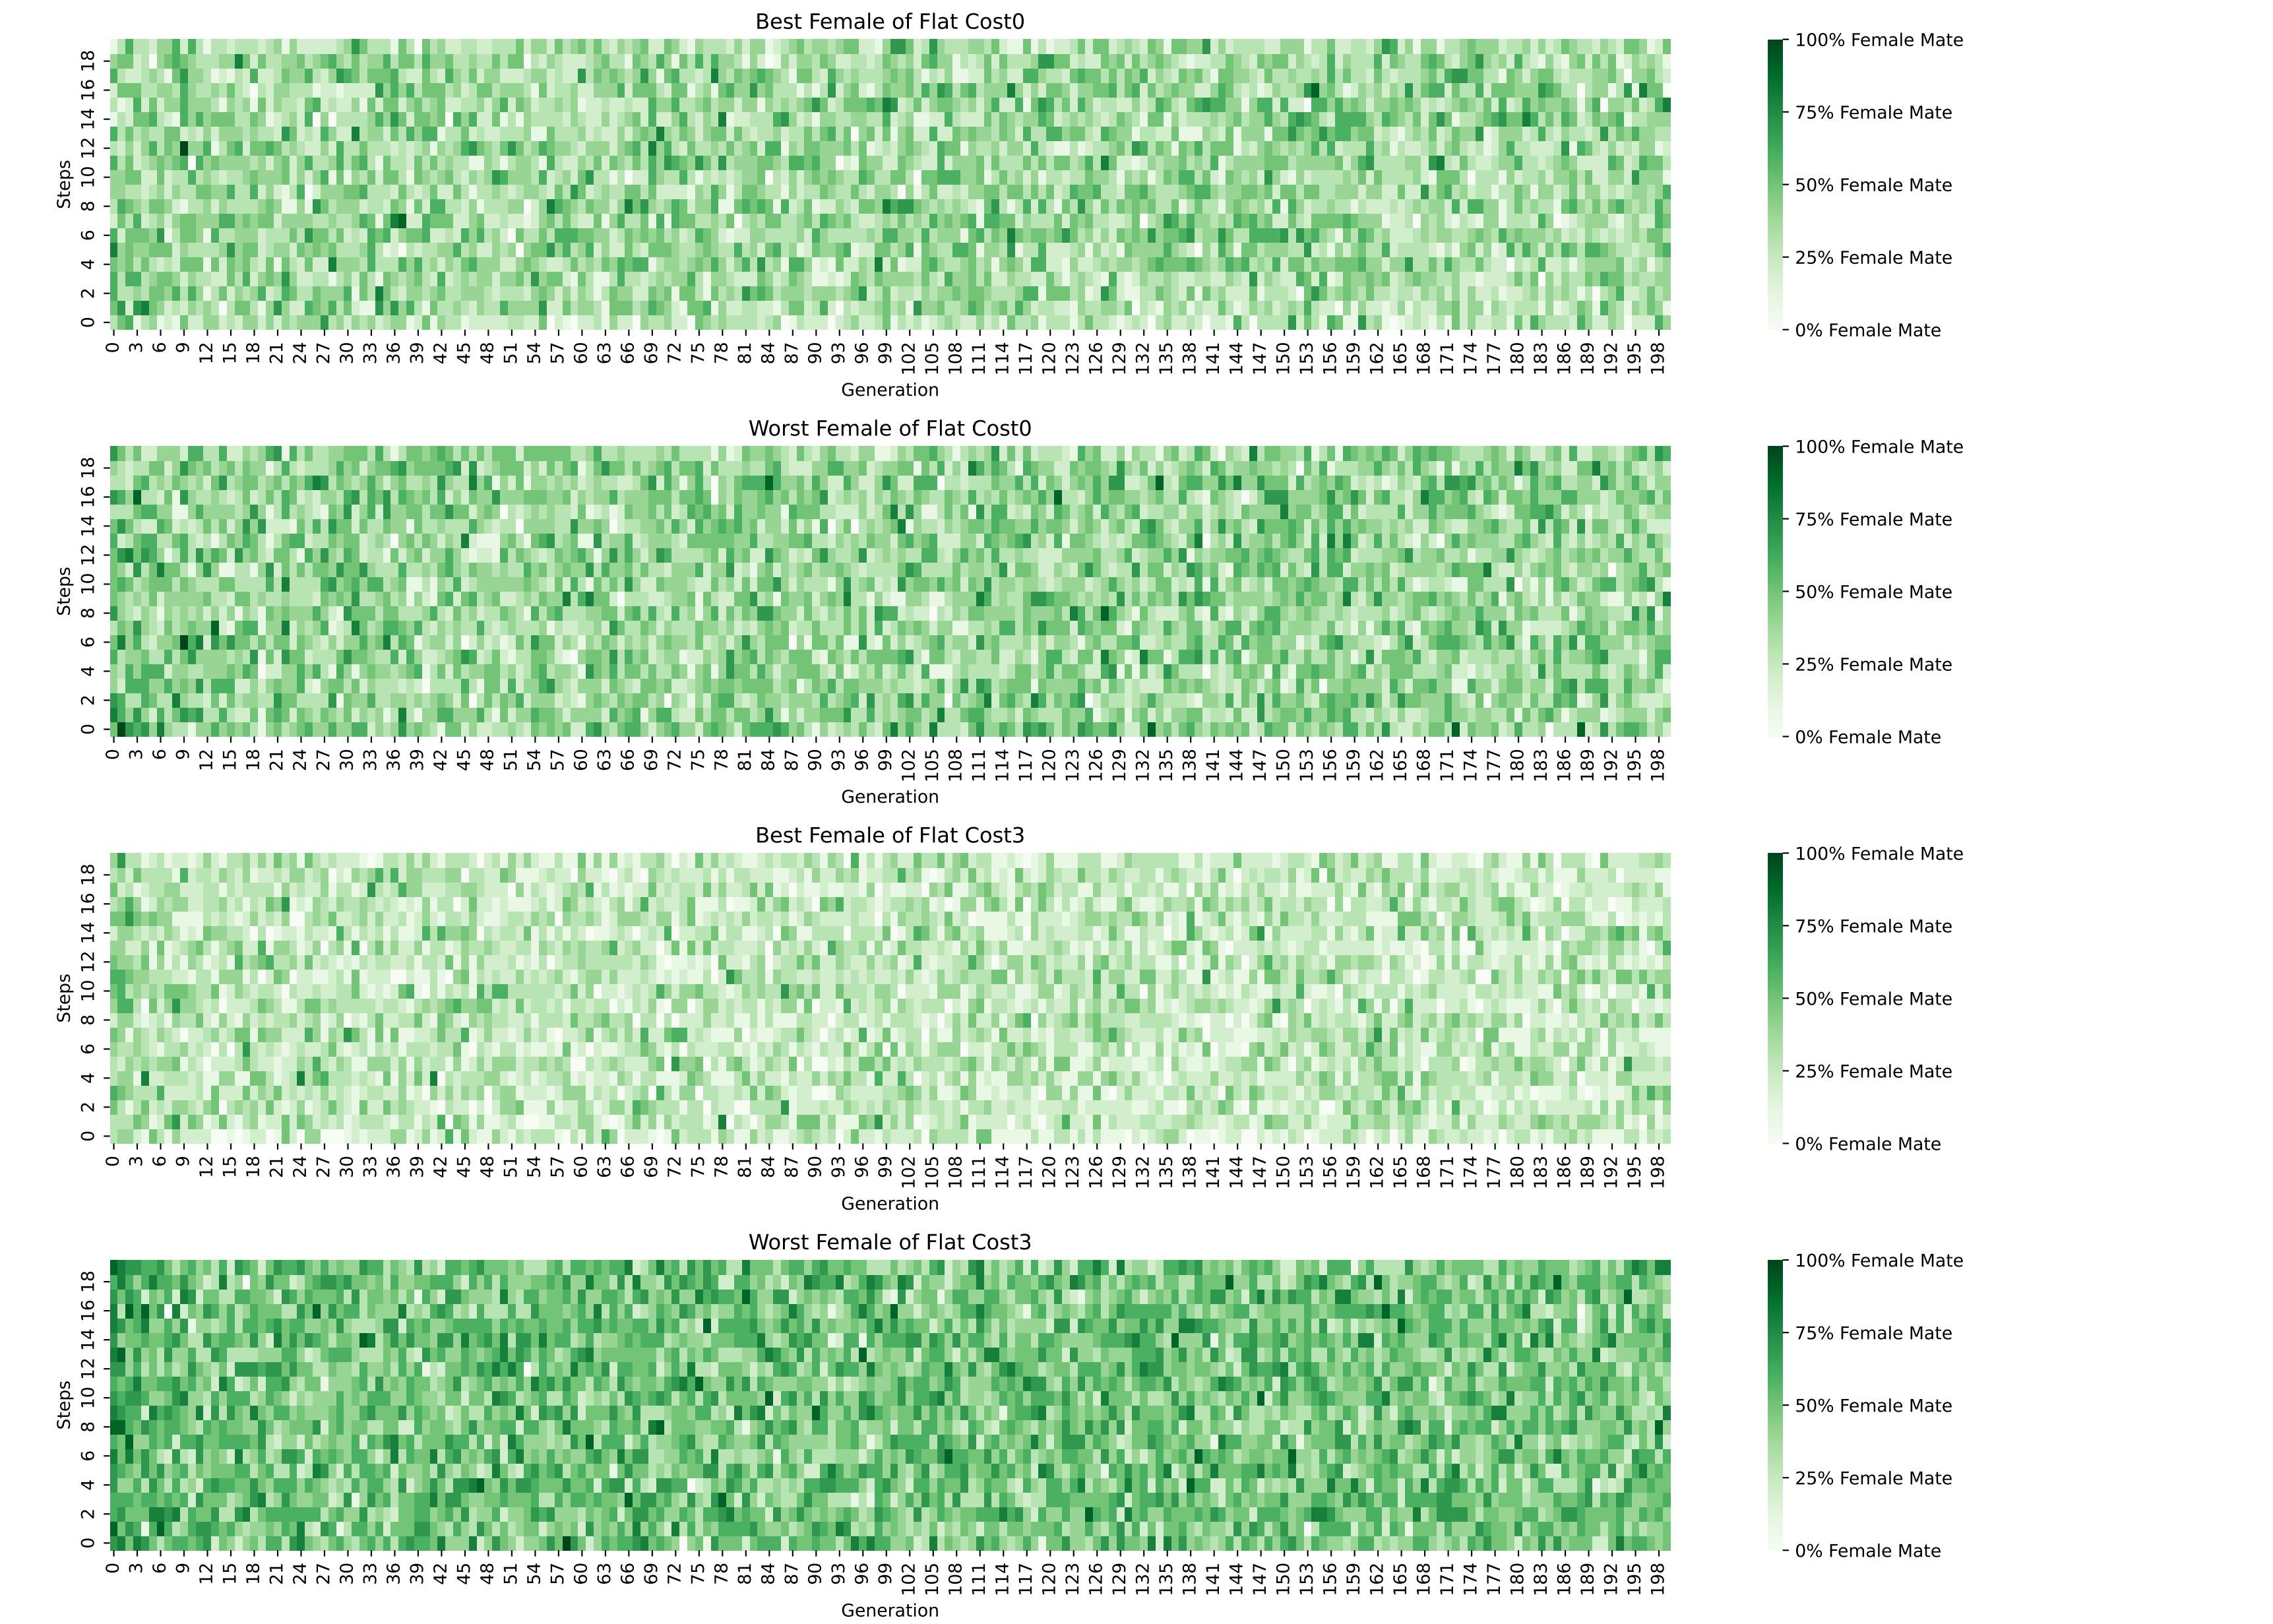 Best Female of Flat Cost0
Steps
18
16
14
12
10
8
6
4
2
0
0 3 6 9 12 15 18 21 24 27 30 33 36 39 42 45 48 51 54 57 60 63 66 69 72 75 78 81 84 87 90 93 96 99 102 105 108 111 114 117 120 123 126 129 132 135 138 141 144 147 150 153 156 159 162 165 168 171 174 177 180 183 186 189 192 195 198
Generation
100% Female Mate
75% Female Mate
50% Female Mate
25% Female Mate
0% Female Mate
Worst Female of Flat Cost0
Steps
18
16
14
12
10
8
6
4
2
0
0 3 6 9 12 15 18 21 24 27 30 33 36 39 42 45 48 51 54 57 60 63 66 69 72 75 78 81 84 87 90 93 96 99 102 105 108 111 114 117 120 123 126 129 132 135 138 141 144 147 150 153 156 159 162 165 168 171 174 177 180 183 186 189 192 195 198
Generation
100% Female Mate
75% Female Mate
50% Female Mate
25% Female Mate
0% Female Mate
Best Female of Flat Cost3
Steps
18
16
14
12
10
8
6
4
2
0
0 3 6 9 12 15 18 21 24 27 30 33 36 39 42 45 48 51 54 57 60 63 66 69 72 75 78 81 84 87 90 93 96 99 102 105 108 111 114 117 120 123 126 129 132 135 138 141 144 147 150 153 156 159 162 165 168 171 174 177 180 183 186 189 192 195 198
Generation
100% Female Mate
75% Female Mate
50% Female Mate
25% Female Mate
0% Female Mate
Worst Female of Flat Cost3
Steps
18
16
14
12
10
8
6
4
2
0
0 3 6 9 12 15 18 21 24 27 30 33 36 39 42 45 48 51 54 57 60 63 66 69 72 75 78 81 84 87 90 93 96 99 102 105 108 111 114 117 120 123 126 129 132 135 138 141 144 147 150 153 156 159 162 165 168 171 174 177 180 183 186 189 192 195 198
Generation
100% Female Mate
75% Female Mate
50% Female Mate
25% Female Mate
0% Female Mate